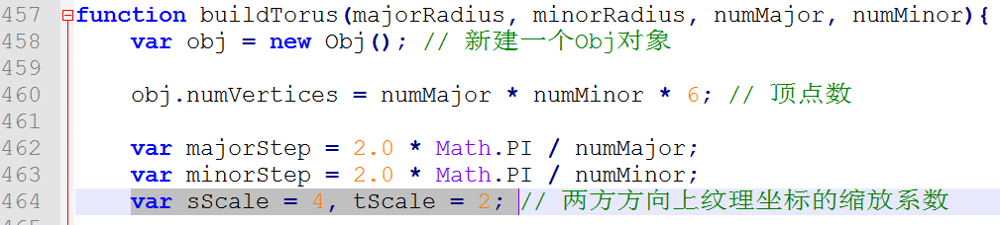 457 function buildTorus(majorRadius, minorRadius, numMajor, numMinor){
458 var obj = new Obj(); // 新建一个Obj对象
459
460 obj.numVertices = numMajor * numMinor * 6; // 顶点数
461
462 var majorStep = 2.0 * Math.PI / numMajor;
463 var minorStep = 2.0 * Math.PI / numMinor;
464 var sScale = 4, tScale = 2; // 两方方向上纹理坐标的缩放系数